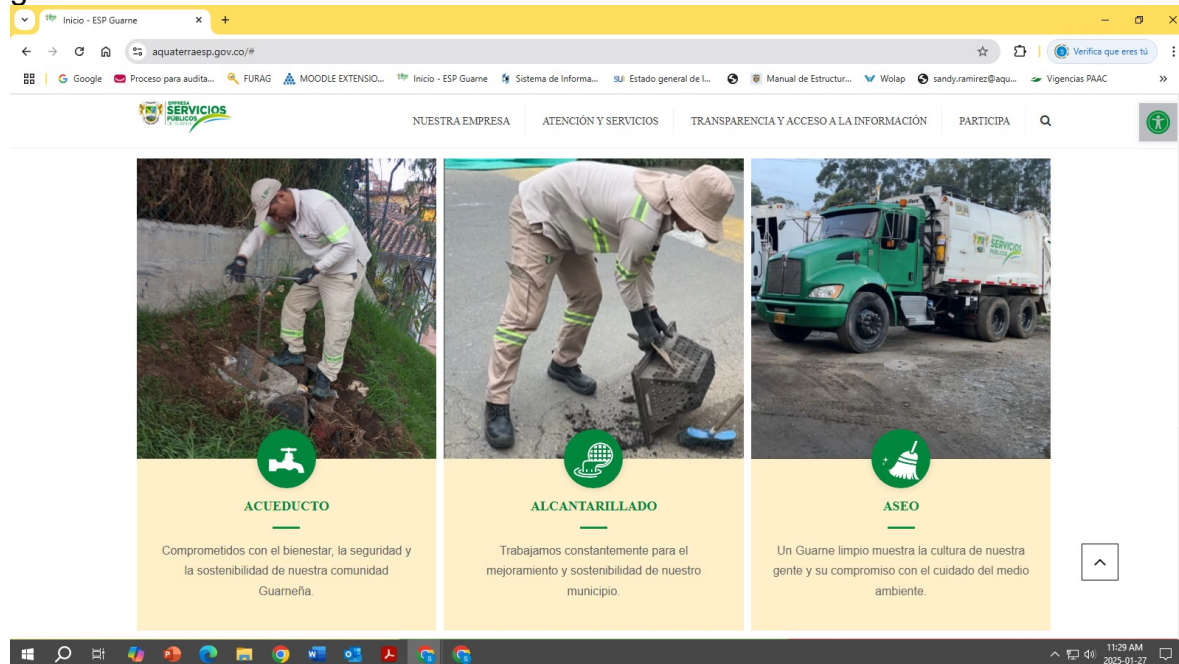 Inicio - ESP Guarne
aquaterraesp.gov.co/#
Verifica que eres tú
Google
Proceso para audita...
FURAG
MOODLE EXTENSIO...
Inicio - ESP Guarne
Sistema de Informa...
SUI Estado general de l...
Manual de Estructur...
Wolap
sandy.ramirez@aqu...
Vigencias PAAC
EMPRESA
SERVICIOS
PÚBLICOS
NUESTRA EMPRESA
ATENCIÓN Y SERVICIOS
TRANSPARENCIA Y ACCESO A LA INFORMACIÓN
PARTICIPA
SERVICIOS
PÚBLICOS
ACUEDUCTO
Comprometidos con el bienestar, la seguridad y
la sostenibilidad de nuestra comunidad
Guarneña.
ALCANTARILLADO
Trabajamos constantemente para el
mejoramiento y sostenibilidad de nuestro
municipio.
ASEO
Un Guarne limpio muestra la cultura de nuestra
gente y su compromiso con el cuidado del medio
ambiente.
11:29 AM
2025-01-27